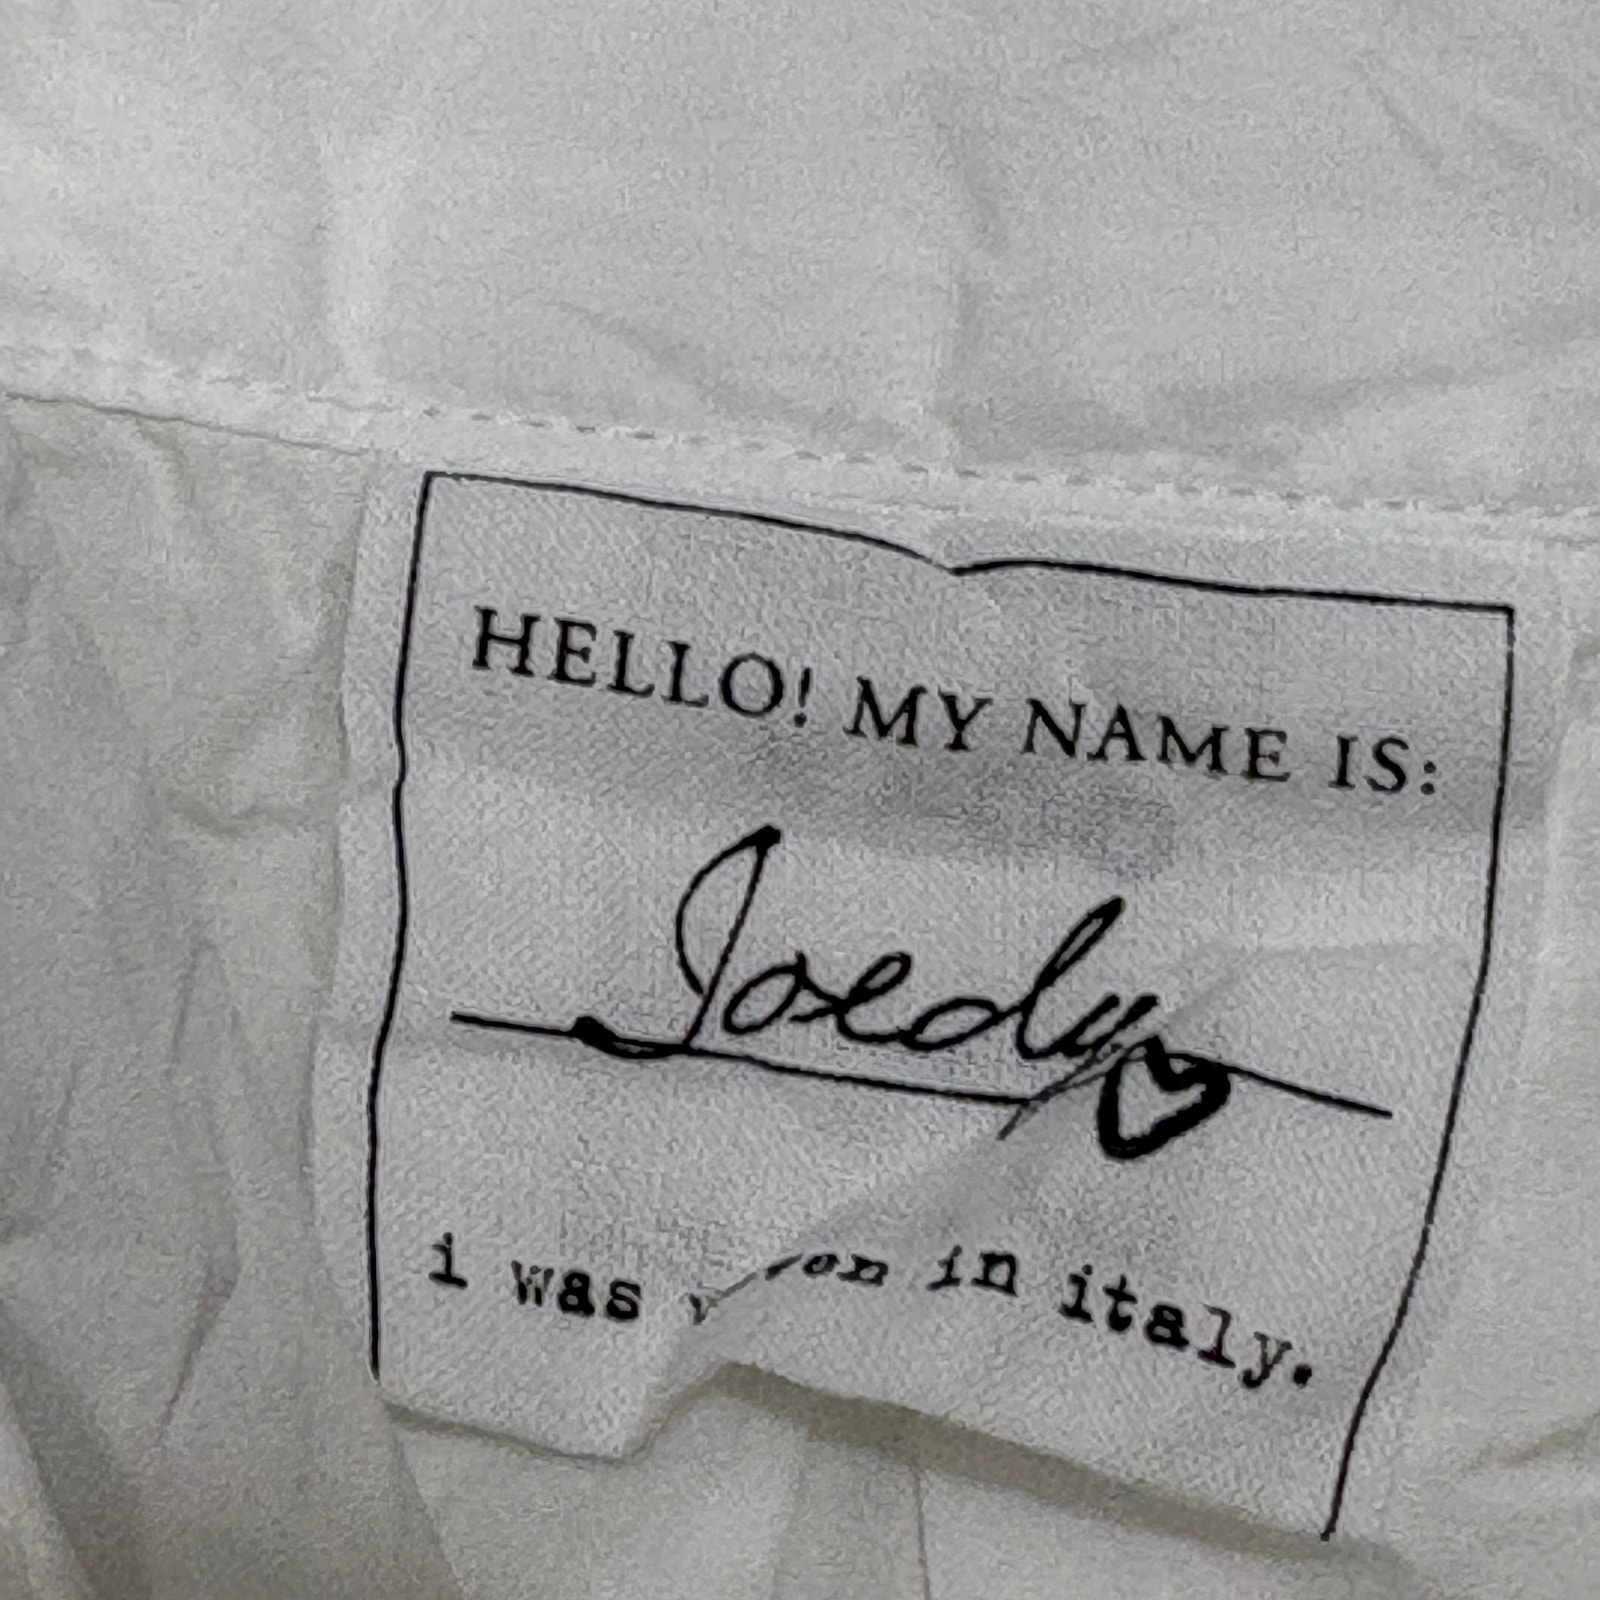 HELLO! MY NAME IS:
Joedy
i was in italy.